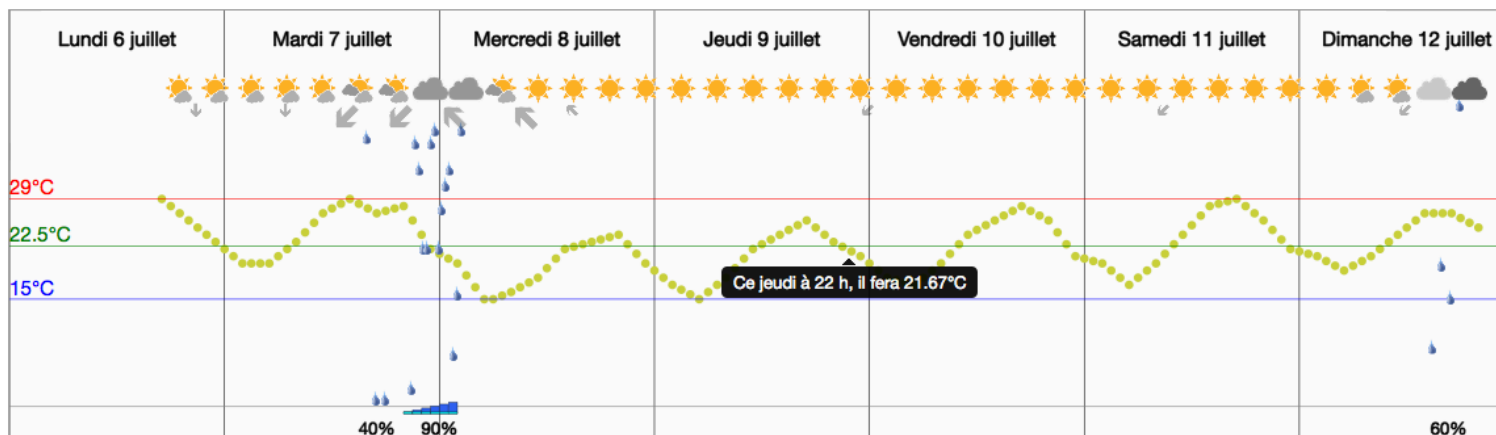 Lundi 6 juillet
Mardi 7 juillet
Mercredi 8 juillet
Jeudi 9 juillet
Vendredi 10 juillet
Samedi 11 juillet
Dimanche 12 juillet
29°C
22.5°C
Ce jeudi à 22 h, il fera 21.67°C
15°C
40%
90%
60%